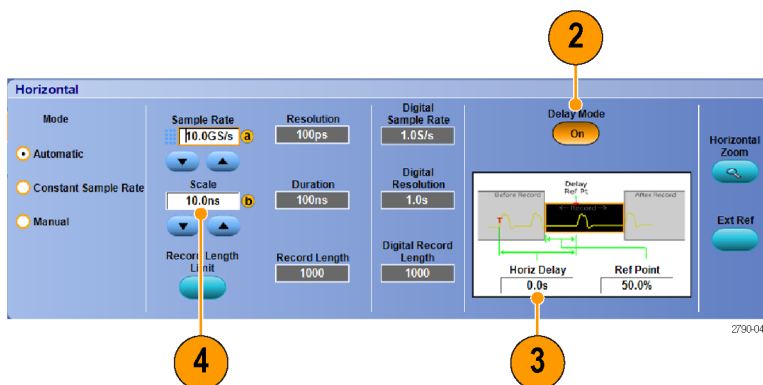 2
Horizontal
Mode
Automatic
Constant Sample Rate
Manual
Sample Rate
10.0GS/s a
Scale
10.0ns b
Record Length
Limit
Resolution
100ps
Duration
100ns
Record Length
1000
Digital
Sample Rate
1.0S/s
Digital
Resolution
1.0s
Digital Record
Length
1000
Delay Mode
On
Before Record
Delay
Ref Pt
After Record
<-- Record -->
T
Horiz Delay
0.0s
Ref Point
50.0%
Horizontal
Zoom
Ext Ref
2790-04
4
3